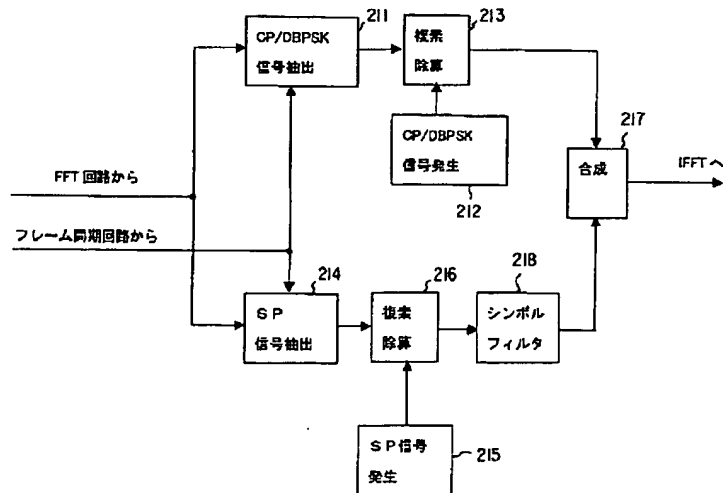 211
CP/DBPSK
信号抽出
213
複素
除算
CP/DBPSK
信号発生
212
217
合成
IFFTへ
FFT回路から
フレーム同期回路から
214
SP
信号抽出
216
複素
除算
218
シンボル
フィルタ
SP信号
発生
215